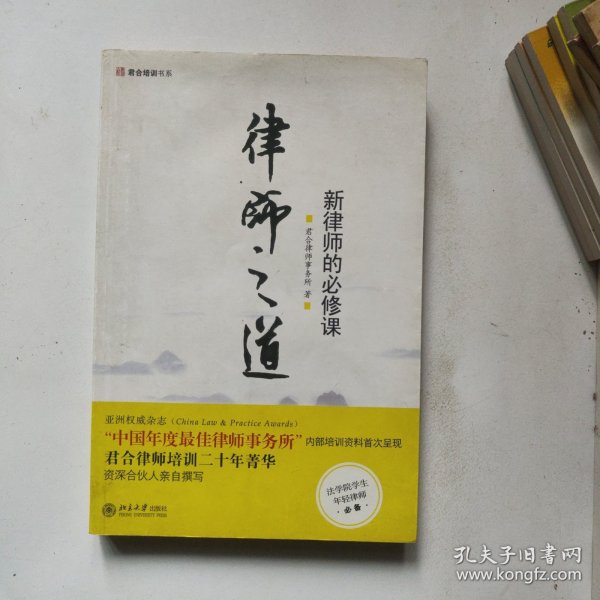 君合培训书系
律师之道
新律师的必修课
君合律师事务所 著
亚洲权威杂志（China Law & Practice Awards）
“中国年度最佳律师事务所”内部培训资料首次呈现
君合律师培训二十年菁华
资深合伙人亲自撰写
法学院学生
年轻律师
·必备·
北京大学出版社
PEKING UNIVERSITY PRESS
孔夫子旧书网
www.kongfz.com